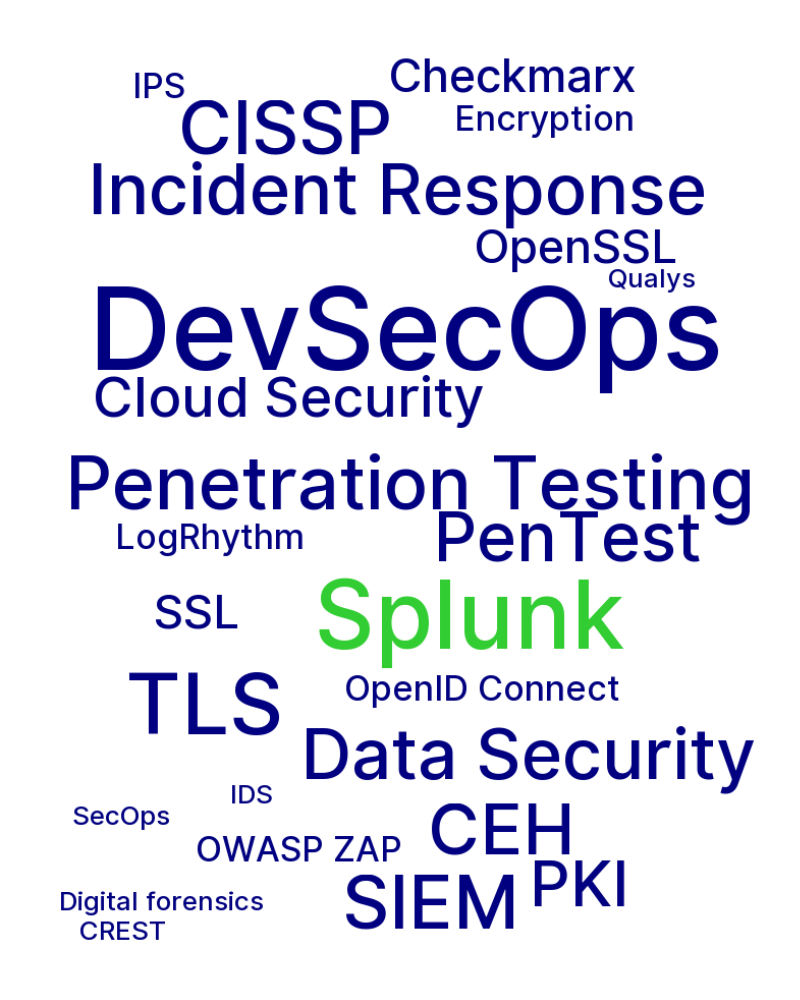 IPS
Checkmarx
CISSP
Encryption
Incident Response
OpenSSL
Qualys
DevSecOps
Cloud Security
Penetration Testing
LogRhythm
PenTest
SSL
Splunk
TLS
OpenID Connect
Data Security
IDS
SecOps
CEH
OWASP ZAP
PKI
SIEM
Digital forensics
CREST